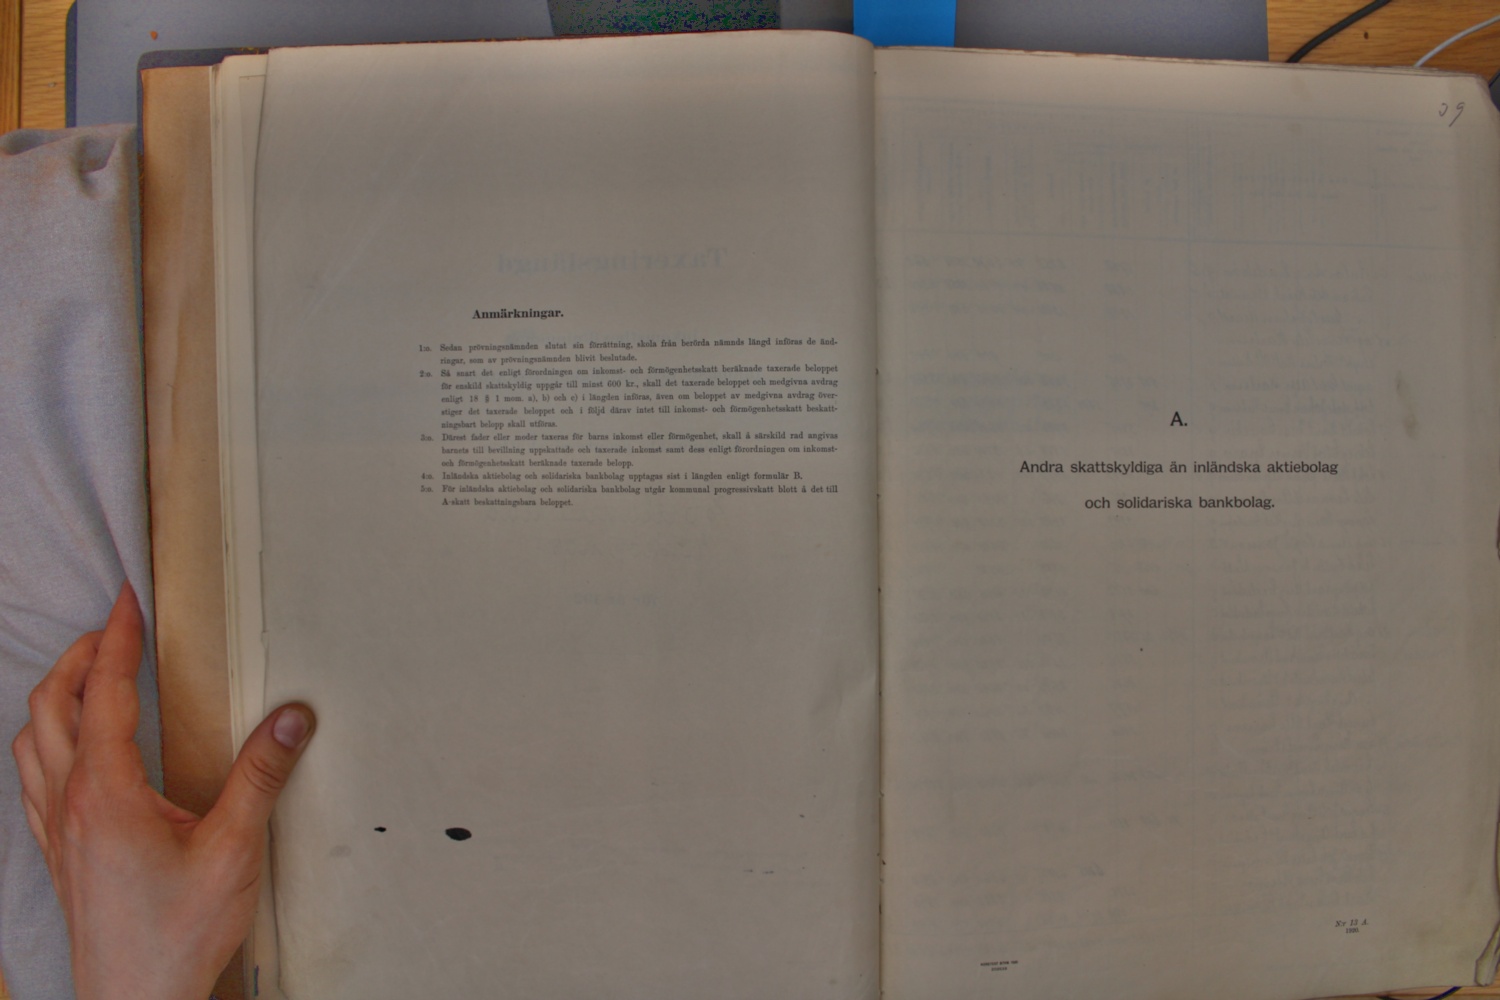 Anmärkningar.
1:o. Sedan prövningsnämnden slutat sin förrättning, skola från berörda nämnds längd införas de änd-
ringar, som av prövningsnämnden blivit beslutade.
2:o. Så snart det enligt förordningen om inkomst- och förmögenhetsskatt beräknade taxerade beloppet
för enskild skattskyldig uppgår till minst 600 kr., skall det taxerade beloppet och medgivna avdrag
enligt 18 § 1 mom. a), b) och c) i längden införas, även om beloppet av medgivna avdrag över-
stiger det taxerade beloppet och i följd därav intet till inkomst- och förmögenhetsskatt beskatt-
ningsbart belopp skall utföras.
3:o. Därest fader eller moder taxeras för barns inkomst eller förmögenhet, skall å särskild rad angivas
barnets till bevillning uppskattade och taxerade inkomst samt dess enligt förordningen om inkomst-
och förmögenhetsskatt beräknade taxerade belopp.
4:o. Inländska aktiebolag och solidariska bankbolag upptagas sist i längden enligt formulär B.
5:o. För inländska aktiebolag och solidariska bankbolag utgår kommunal progressivskatt blott å det till
A-skatt beskattningsbara beloppet.
39
A.
Andra skattskyldiga än inländska aktiebolag
och solidariska bankbolag.
N:r 13 A.